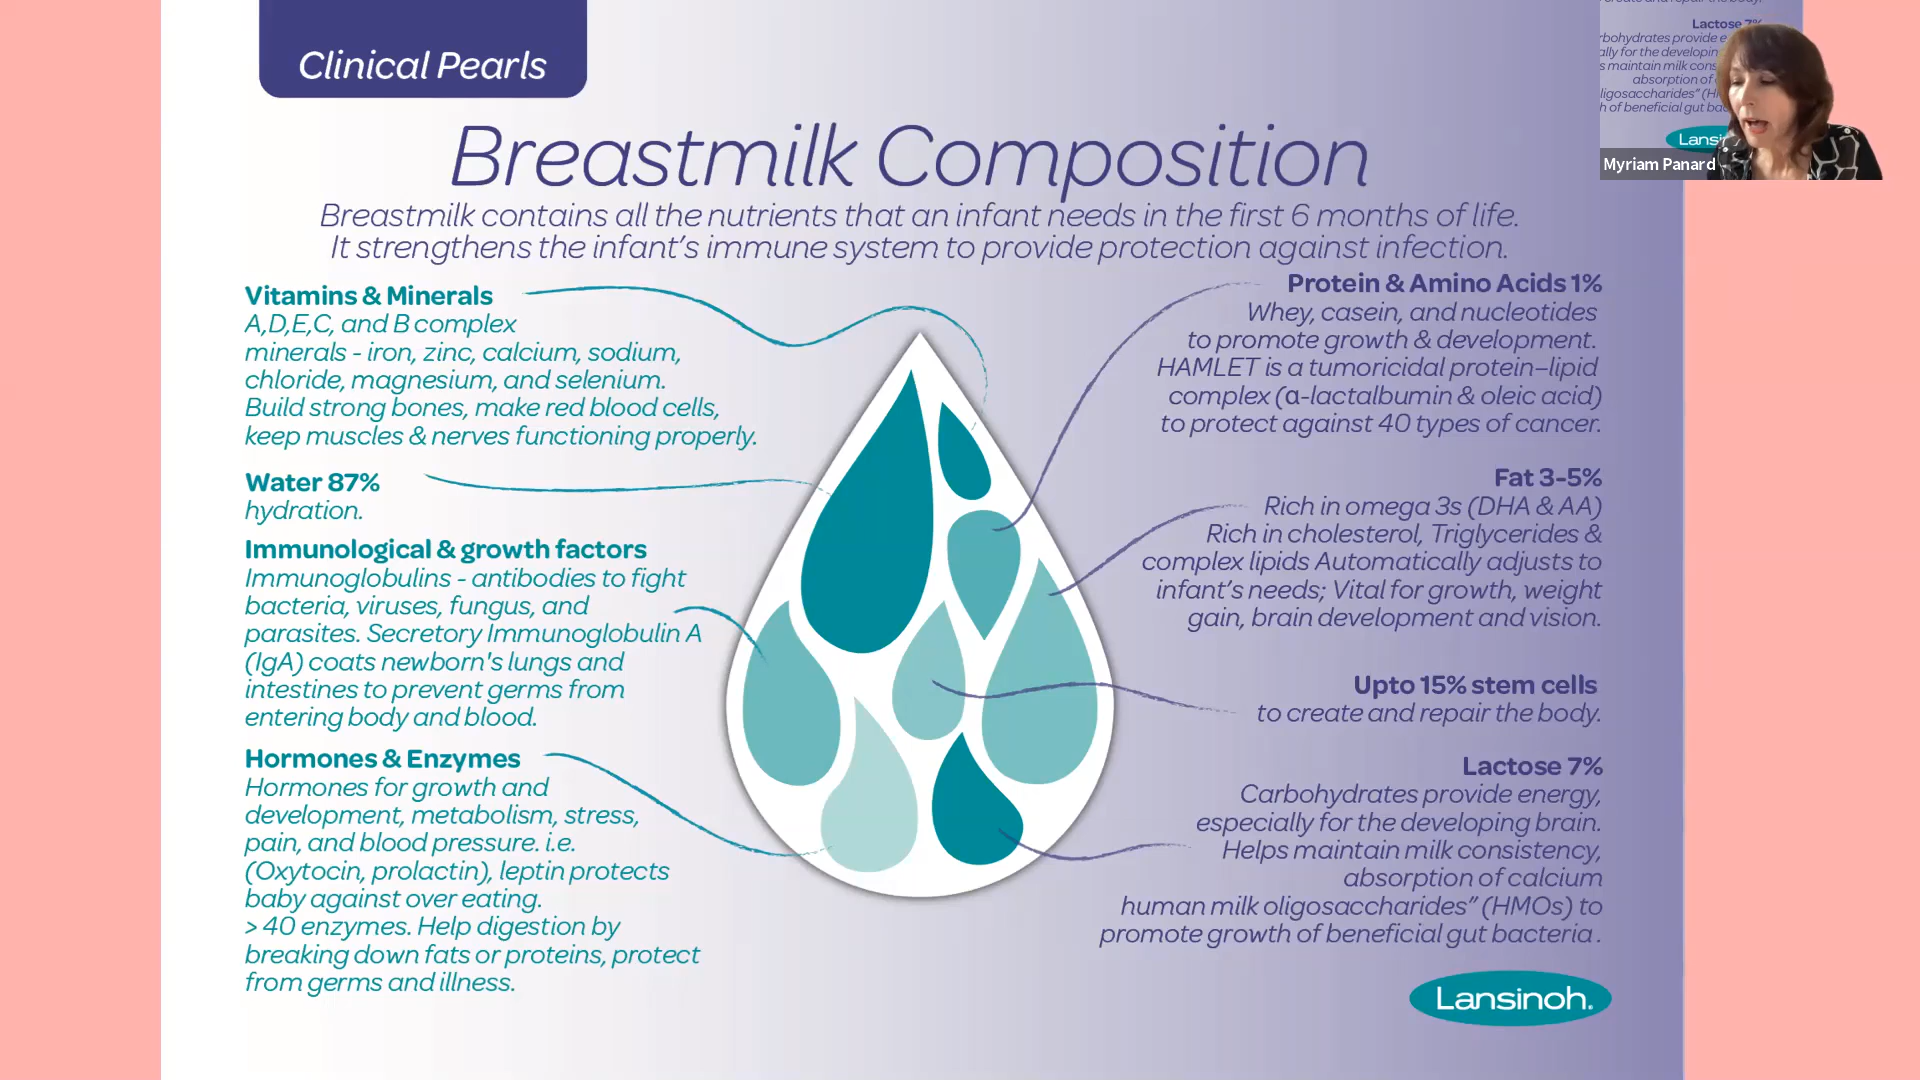 Clinical Pearls
Breastmilk Composition
Breastmilk contains all the nutrients that an infant needs in the first 6 months of life.
It strengthens the infant's immune system to provide protection against infection.
Vitamins & Minerals
A,D,E,C, and B complex
minerals - iron, zinc, calcium, sodium,
chloride, magnesium, and selenium.
Build strong bones, make red blood cells,
keep muscles & nerves functioning properly.
Water 87%
hydration.
Immunological & growth factors
Immunoglobulins - antibodies to fight
bacteria, viruses, fungus, and
parasites. Secretory Immunoglobulin A
(IgA) coats newborn's lungs and
intestines to prevent germs from
entering body and blood.
Hormones & Enzymes
Hormones for growth and
development, metabolism, stress,
pain, and blood pressure. i.e.
(Oxytocin, prolactin), leptin protects
baby against over eating.
> 40 enzymes. Help digestion by
breaking down fats or proteins, protect
from germs and illness.
Protein & Amino Acids 1%
Whey, casein, and nucleotides
to promote growth & development.
HAMLET is a tumoricidal protein–lipid
complex (α-lactalbumin & oleic acid)
to protect against 40 types of cancer.
Fat 3-5%
Rich in omega 3s (DHA & AA)
Rich in cholesterol, Triglycerides &
complex lipids Automatically adjusts to
infant's needs; Vital for growth, weight
gain, brain development and vision.
Upto 15% stem cells
to create and repair the body.
Lactose 7%
Carbohydrates provide energy,
especially for the developing brain.
Helps maintain milk consistency,
absorption of calcium
human milk oligosaccharides” (HMOs) to
promote growth of beneficial gut bacteria .
Lansinoh.
Lactose 7%
s maintain milk
absorption of
of beneficial gut
Myriam Panard